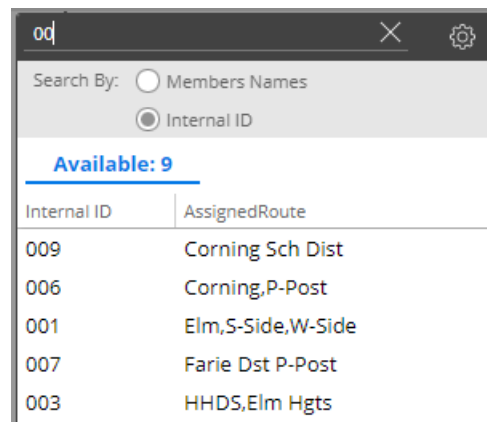 00
Search By: Members Names
Internal ID
Available: 9
Internal ID AssignedRoute
009 Corning Sch Dist
006 Corning,P-Post
001 Elm,S-Side,W-Side
007 Farie Dst P-Post
003 HHDS,Elm Hgts